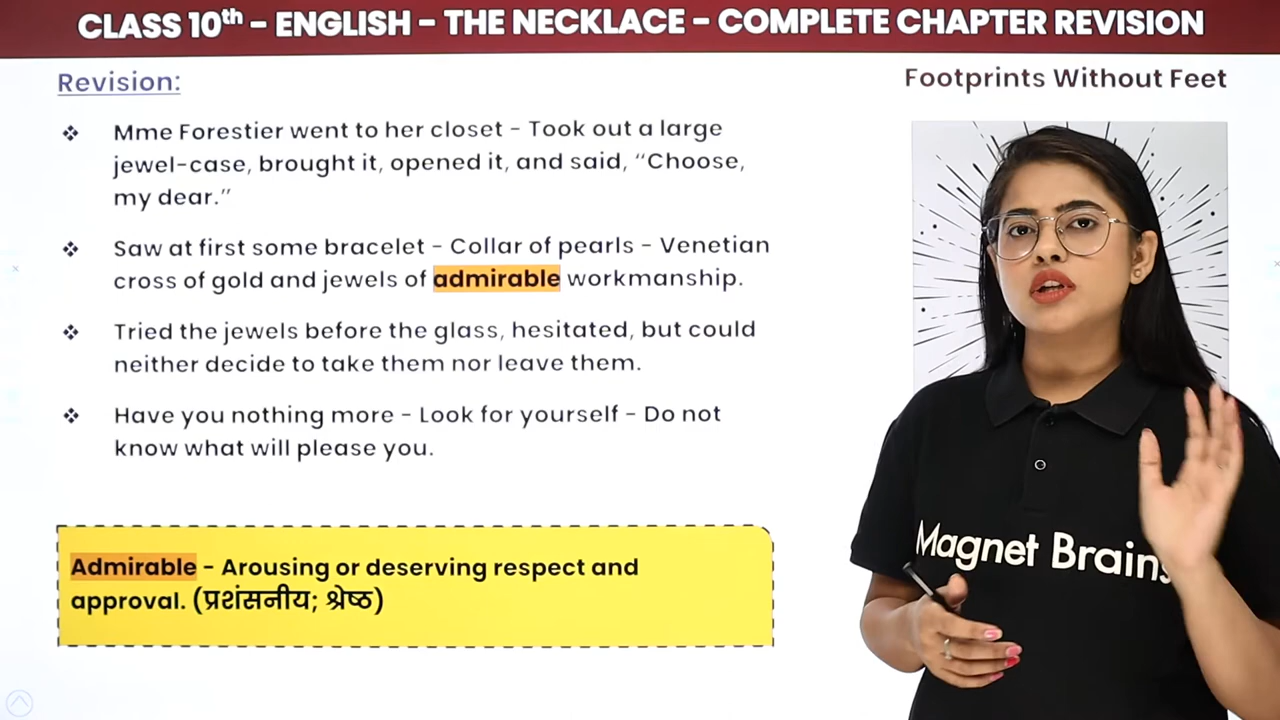 CLASS 10th – ENGLISH – THE NECKLACE – COMPLETE CHAPTER REVISION
Revision:
Footprints Without Feet
❖ Mme Forestier went to her closet – Took out a large
jewel-case, brought it, opened it, and said, “Choose,
my dear.”
❖ Saw at first some bracelet – Collar of pearls – Venetian
cross of gold and jewels of admirable workmanship.
❖ Tried the jewels before the glass, hesitated, but could
neither decide to take them nor leave them.
❖ Have you nothing more – Look for yourself – Do not
know what will please you.
Admirable – Arousing or deserving respect and
approval. (प्रशंसनीय; श्रेष्ठ)
Magnet Brains